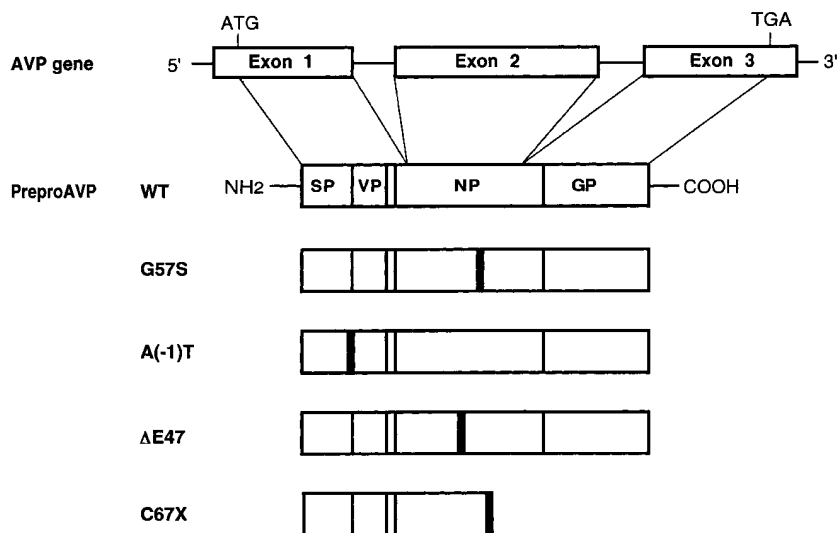 ATG
TGA
AVP gene
5'
Exon 1
Exon 2
Exon 3
3'
PreproAVP
WT
NH2
SP
VP
NP
GP
COOH
G57S
A(-1)T
ΔE47
C67X